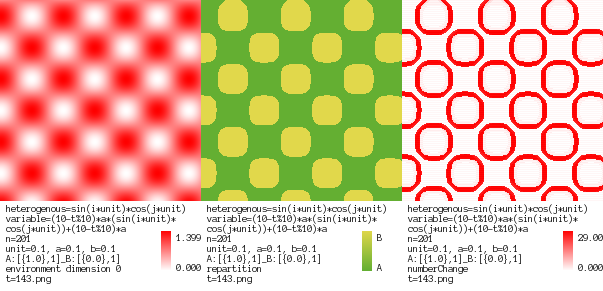 heterogenous=sin(i*unit)*cos(j*unit)
variable=(10-t%10)*a*(sin(i*unit)*
cos(j*unit))+(10-t%10)*a
n=201
unit=0.1, a=0.1, b=0.1
A:[{1.0},1]_B:[{0.0},1]
environment dimension 0
t=143.png
1.399
0.000
heterogenous=sin(i*unit)*cos(j*unit)
variable=(10-t%10)*a*(sin(i*unit)*
cos(j*unit))+(10-t%10)*a
n=201
unit=0.1, a=0.1, b=0.1
A:[{1.0},1]_B:[{0.0},1]
repartition
t=143.png
B
A
heterogenous=sin(i*unit)*cos(j*unit)
variable=(10-t%10)*a*(sin(i*unit)*
cos(j*unit))+(10-t%10)*a
n=201
unit=0.1, a=0.1, b=0.1
A:[{1.0},1]_B:[{0.0},1]
numberChange
t=143.png
29.00
0.000